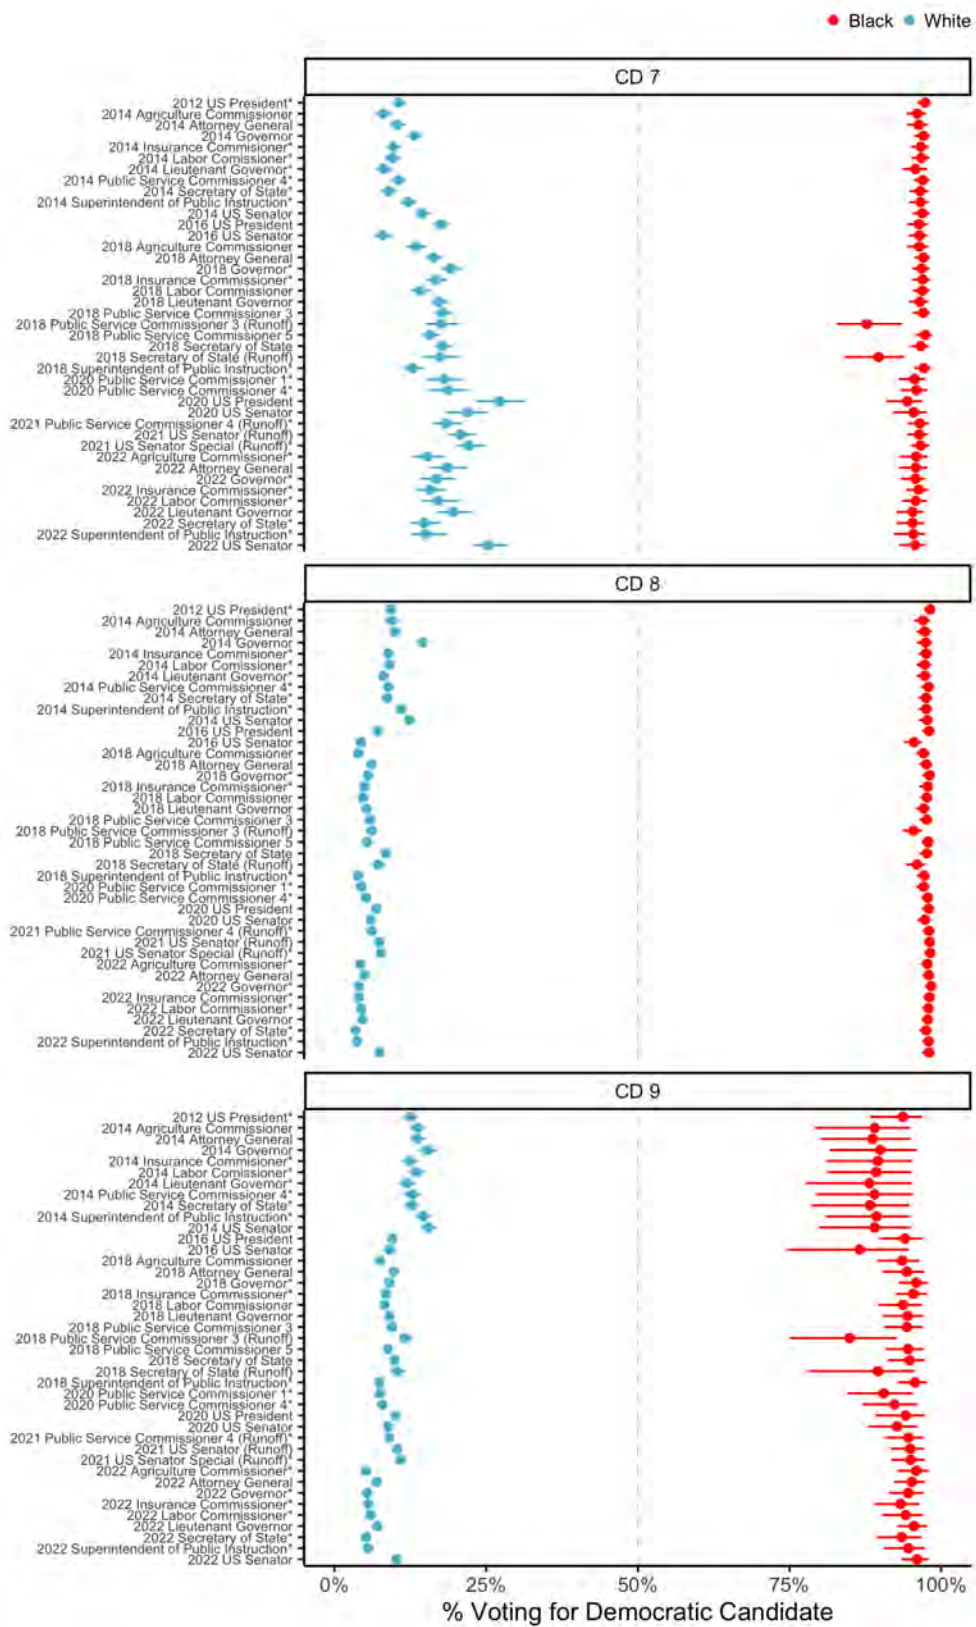 Black White
CD 7
2012 US President*
2014 Agriculture Commissioner
2014 Attorney General
2014 Governor
2014 Insurance Commisioner*
2014 Labor Comissioner*
2014 Lieutenant Governor*
2014 Public Service Commissioner 4*
2014 Secretary of State*
2014 Superintendent of Public Instruction*
2014 US Senator
2016 US President
2016 US Senator
2018 Agriculture Commissioner
2018 Attorney General
2018 Governor*
2018 Insurance Commissioner*
2018 Labor Commissioner
2018 Lieutenant Governor
2018 Public Service Commissioner 3
2018 Public Service Commissioner 3 (Runoff)
2018 Public Service Commissioner 5
2018 Secretary of State
2018 Secretary of State (Runoff)
2018 Superintendent of Public Instruction*
2020 Public Service Commissioner 1*
2020 Public Service Commissioner 4*
2020 US President
2020 US Senator
2021 Public Service Commissioner 4 (Runoff)*
2021 US Senator (Runoff)
2021 US Senator Special (Runoff)*
2022 Agriculture Commissioner*
2022 Attorney General
2022 Governor*
2022 Insurance Commissioner*
2022 Labor Commissioner*
2022 Lieutenant Governor
2022 Secretary of State*
2022 Superintendent of Public Instruction*
2022 US Senator
CD 8
2012 US President*
2014 Agriculture Commissioner
2014 Attorney General
2014 Governor
2014 Insurance Commisioner*
2014 Labor Comissioner*
2014 Lieutenant Governor*
2014 Public Service Commissioner 4*
2014 Secretary of State*
2014 Superintendent of Public Instruction*
2014 US Senator
2016 US President
2016 US Senator
2018 Agriculture Commissioner
2018 Attorney General
2018 Governor*
2018 Insurance Commissioner*
2018 Labor Commissioner
2018 Lieutenant Governor
2018 Public Service Commissioner 3
2018 Public Service Commissioner 3 (Runoff)
2018 Public Service Commissioner 5
2018 Secretary of State
2018 Secretary of State (Runoff)
2018 Superintendent of Public Instruction*
2020 Public Service Commissioner 1*
2020 Public Service Commissioner 4*
2020 US President
2020 US Senator
2021 Public Service Commissioner 4 (Runoff)*
2021 US Senator (Runoff)
2021 US Senator Special (Runoff)*
2022 Agriculture Commissioner*
2022 Attorney General
2022 Governor*
2022 Insurance Commissioner*
2022 Labor Commissioner*
2022 Lieutenant Governor
2022 Secretary of State*
2022 Superintendent of Public Instruction*
2022 US Senator
CD 9
2012 US President*
2014 Agriculture Commissioner
2014 Attorney General
2014 Governor
2014 Insurance Commisioner*
2014 Labor Comissioner*
2014 Lieutenant Governor*
2014 Public Service Commissioner 4*
2014 Secretary of State*
2014 Superintendent of Public Instruction*
2014 US Senator
2016 US President
2016 US Senator
2018 Agriculture Commissioner
2018 Attorney General
2018 Governor*
2018 Insurance Commissioner*
2018 Labor Commissioner
2018 Lieutenant Governor
2018 Public Service Commissioner 3
2018 Public Service Commissioner 3 (Runoff)
2018 Public Service Commissioner 5
2018 Secretary of State
2018 Secretary of State (Runoff)
2018 Superintendent of Public Instruction*
2020 Public Service Commissioner 1*
2020 Public Service Commissioner 4*
2020 US President
2020 US Senator
2021 Public Service Commissioner 4 (Runoff)*
2021 US Senator (Runoff)
2021 US Senator Special (Runoff)*
2022 Agriculture Commissioner*
2022 Attorney General
2022 Governor*
2022 Insurance Commissioner*
2022 Labor Commissioner*
2022 Lieutenant Governor
2022 Secretary of State*
2022 Superintendent of Public Instruction*
2022 US Senator
0% 25% 50% 75% 100%
% Voting for Democratic Candidate